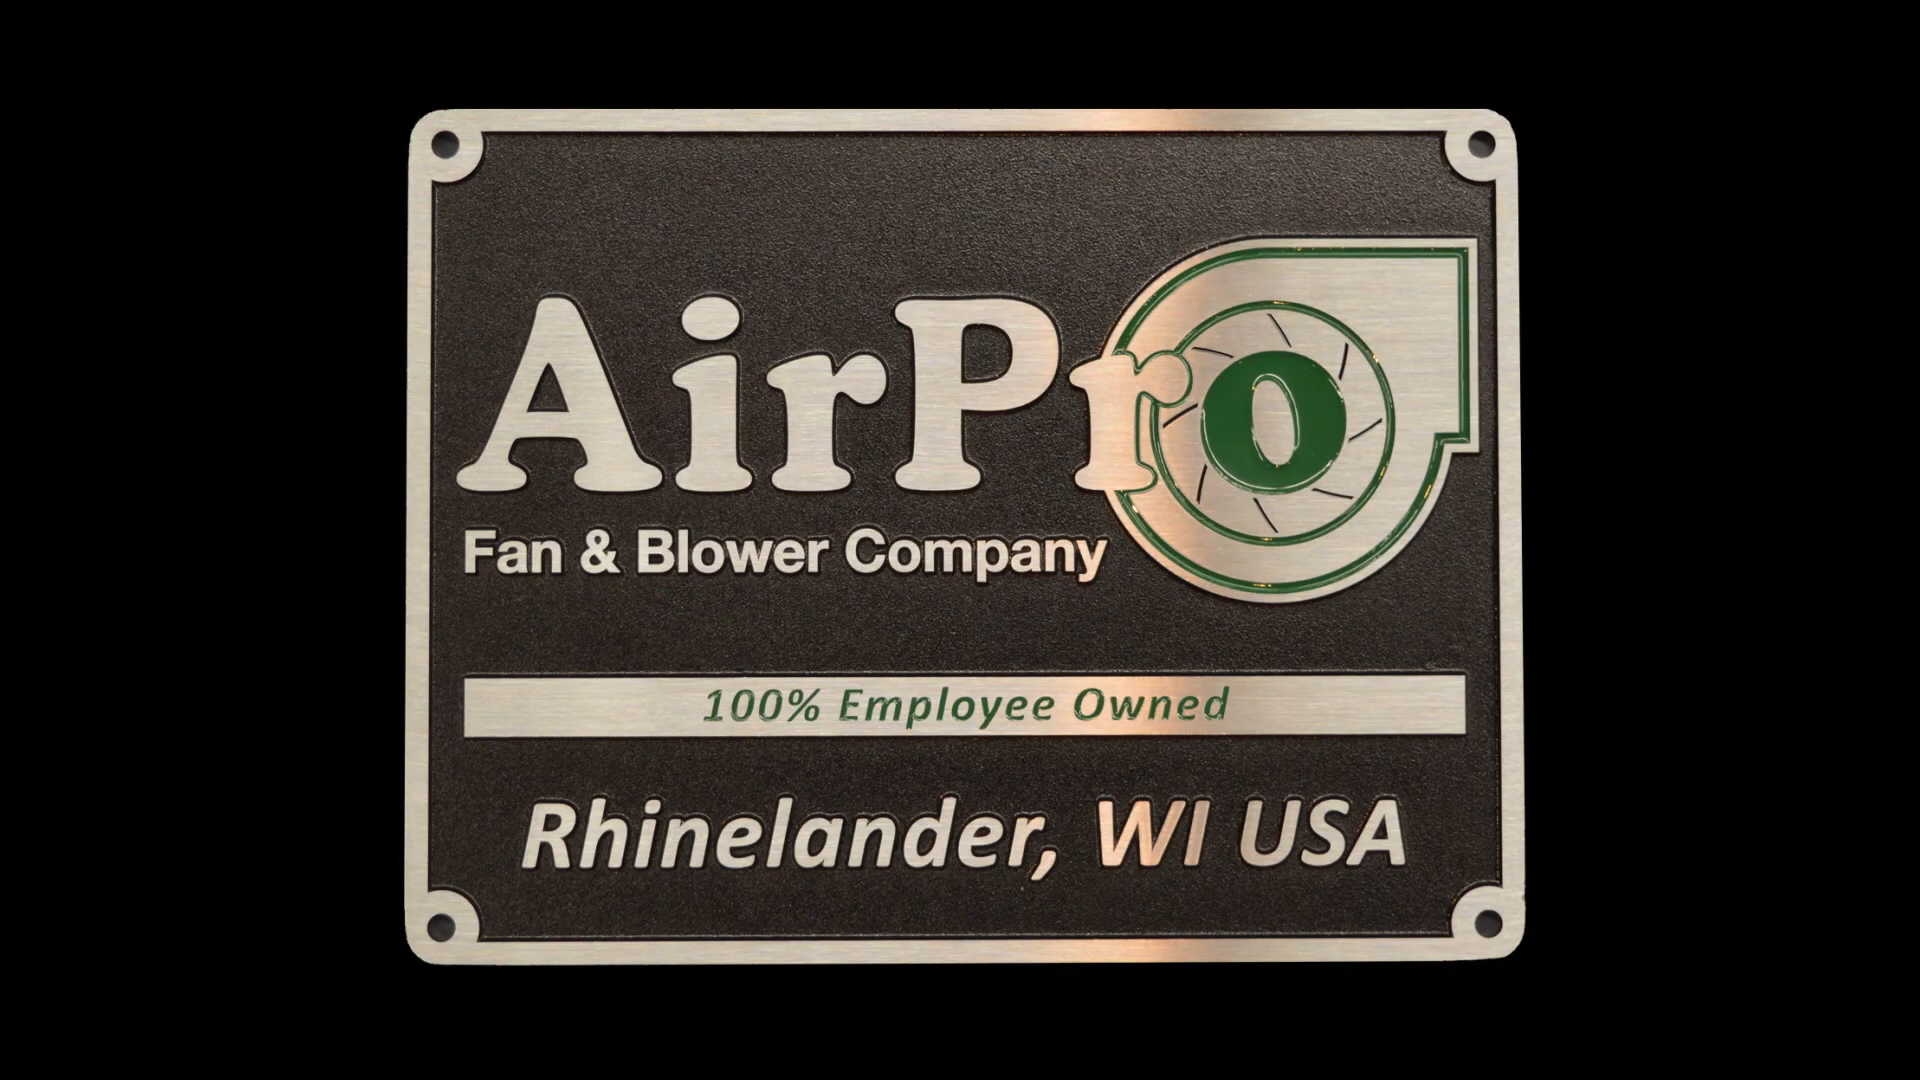 AirPro
Fan & Blower Company
100% Employee Owned
Rhinelander, WI USA